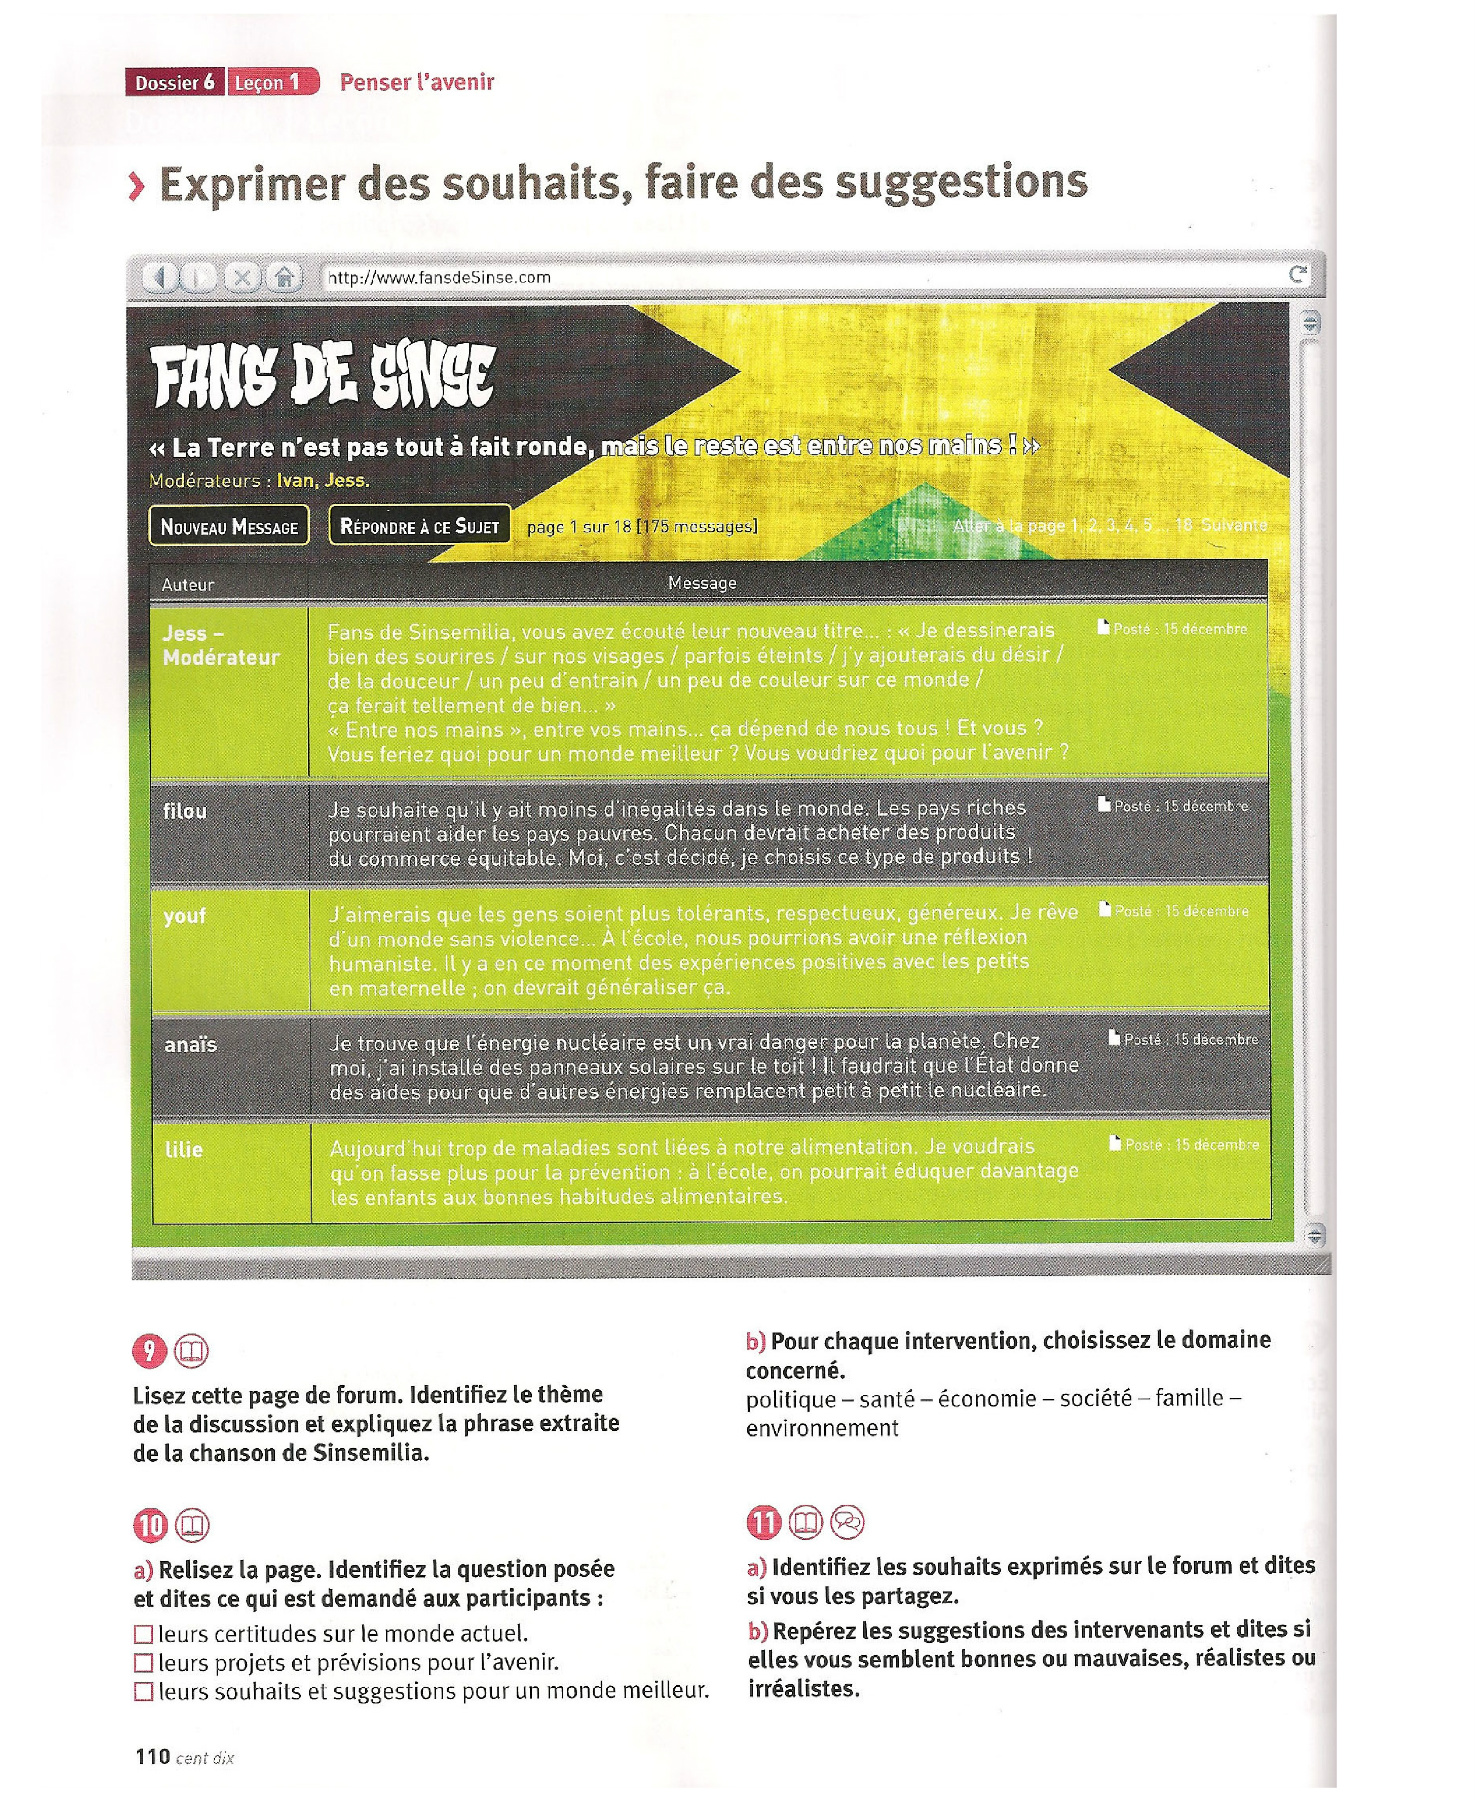 Dossier 6 Leçon 1 Penser l'avenir
› Exprimer des souhaits, faire des suggestions
http://www.fansdeSinse.com
FANS DE SINSE
« La Terre n'est pas tout à fait ronde, mais le reste est entre nos mains ! »
Modérateurs : Ivan, Jess.
NOUVEAU MESSAGE RÉPONDRE À CE SUJET page 1 sur 18 [175 messages] Aller à la page 1, 2, 3, 4, 5... 18 Suivante
Auteur Message
Jess –
Modérateur
Fans de Sinsemilia, vous avez écouté leur nouveau titre... : « Je dessinerais
bien des sourires / sur nos visages / parfois éteints / j'y ajouterais du désir /
de la douceur / un peu d'entrain / un peu de couleur sur ce monde /
ça ferait tellement de bien... »
« Entre nos mains », entre vos mains... ça dépend de nous tous ! Et vous ?
Vous feriez quoi pour un monde meilleur ? Vous voudriez quoi pour l'avenir ?
Posté : 15 décembre
filou
Je souhaite qu'il y ait moins d'inégalités dans le monde. Les pays riches
pourraient aider les pays pauvres. Chacun devrait acheter des produits
du commerce équitable. Moi, c'est décidé, je choisis ce type de produits !
Posté : 15 décembre
youf
J'aimerais que les gens soient plus tolérants, respectueux, généreux. Je rêve
d'un monde sans violence... À l'école, nous pourrions avoir une réflexion
humaniste. Il y a en ce moment des expériences positives avec les petits
en maternelle ; on devrait généraliser ça.
Posté : 15 décembre
anaïs
Je trouve que l'énergie nucléaire est un vrai danger pour la planète. Chez
moi, j'ai installé des panneaux solaires sur le toit ! Il faudrait que l'État donne
des aides pour que d'autres énergies remplacent petit à petit le nucléaire.
Posté : 15 décembre
lilie
Aujourd'hui trop de maladies sont liées à notre alimentation. Je voudrais
qu'on fasse plus pour la prévention : à l'école, on pourrait éduquer davantage
les enfants aux bonnes habitudes alimentaires.
Posté : 15 décembre
9
Lisez cette page de forum. Identifiez le thème
de la discussion et expliquez la phrase extraite
de la chanson de Sinsemilia.
10
a) Relisez la page. Identifiez la question posée
et dites ce qui est demandé aux participants :
leurs certitudes sur le monde actuel.
leurs projets et prévisions pour l'avenir.
leurs souhaits et suggestions pour un monde meilleur.
b) Pour chaque intervention, choisissez le domaine
concerné.
politique – santé – économie – société – famille –
environnement
11
a) Identifiez les souhaits exprimés sur le forum et dites
si vous les partagez.
b) Repérez les suggestions des intervenants et dites si
elles vous semblent bonnes ou mauvaises, réalistes ou
irréalistes.
110 cent dix